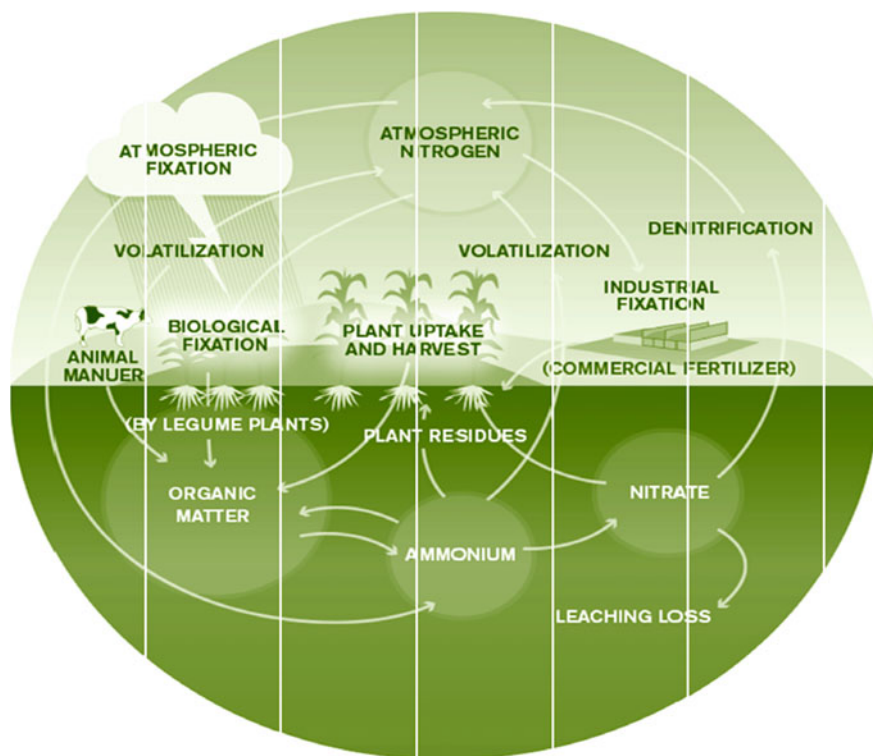 ATMOSPHERIC
NITROGEN
ATMOSPHERIC
FIXATION
DENITRIFICATION
VOLATILIZATION
VOLATILIZATION
INDUSTRIAL
FIXATION
BIOLOGICAL
FIXATION
PLANT UPTAKE
AND HARVEST
ANIMAL
MANUER
(COMMERCIAL FERTILIZER)
(BY LEGUME PLANTS)
PLANT RESIDUES
ORGANIC
MATTER
NITRATE
AMMONIUM
LEACHING LOSS